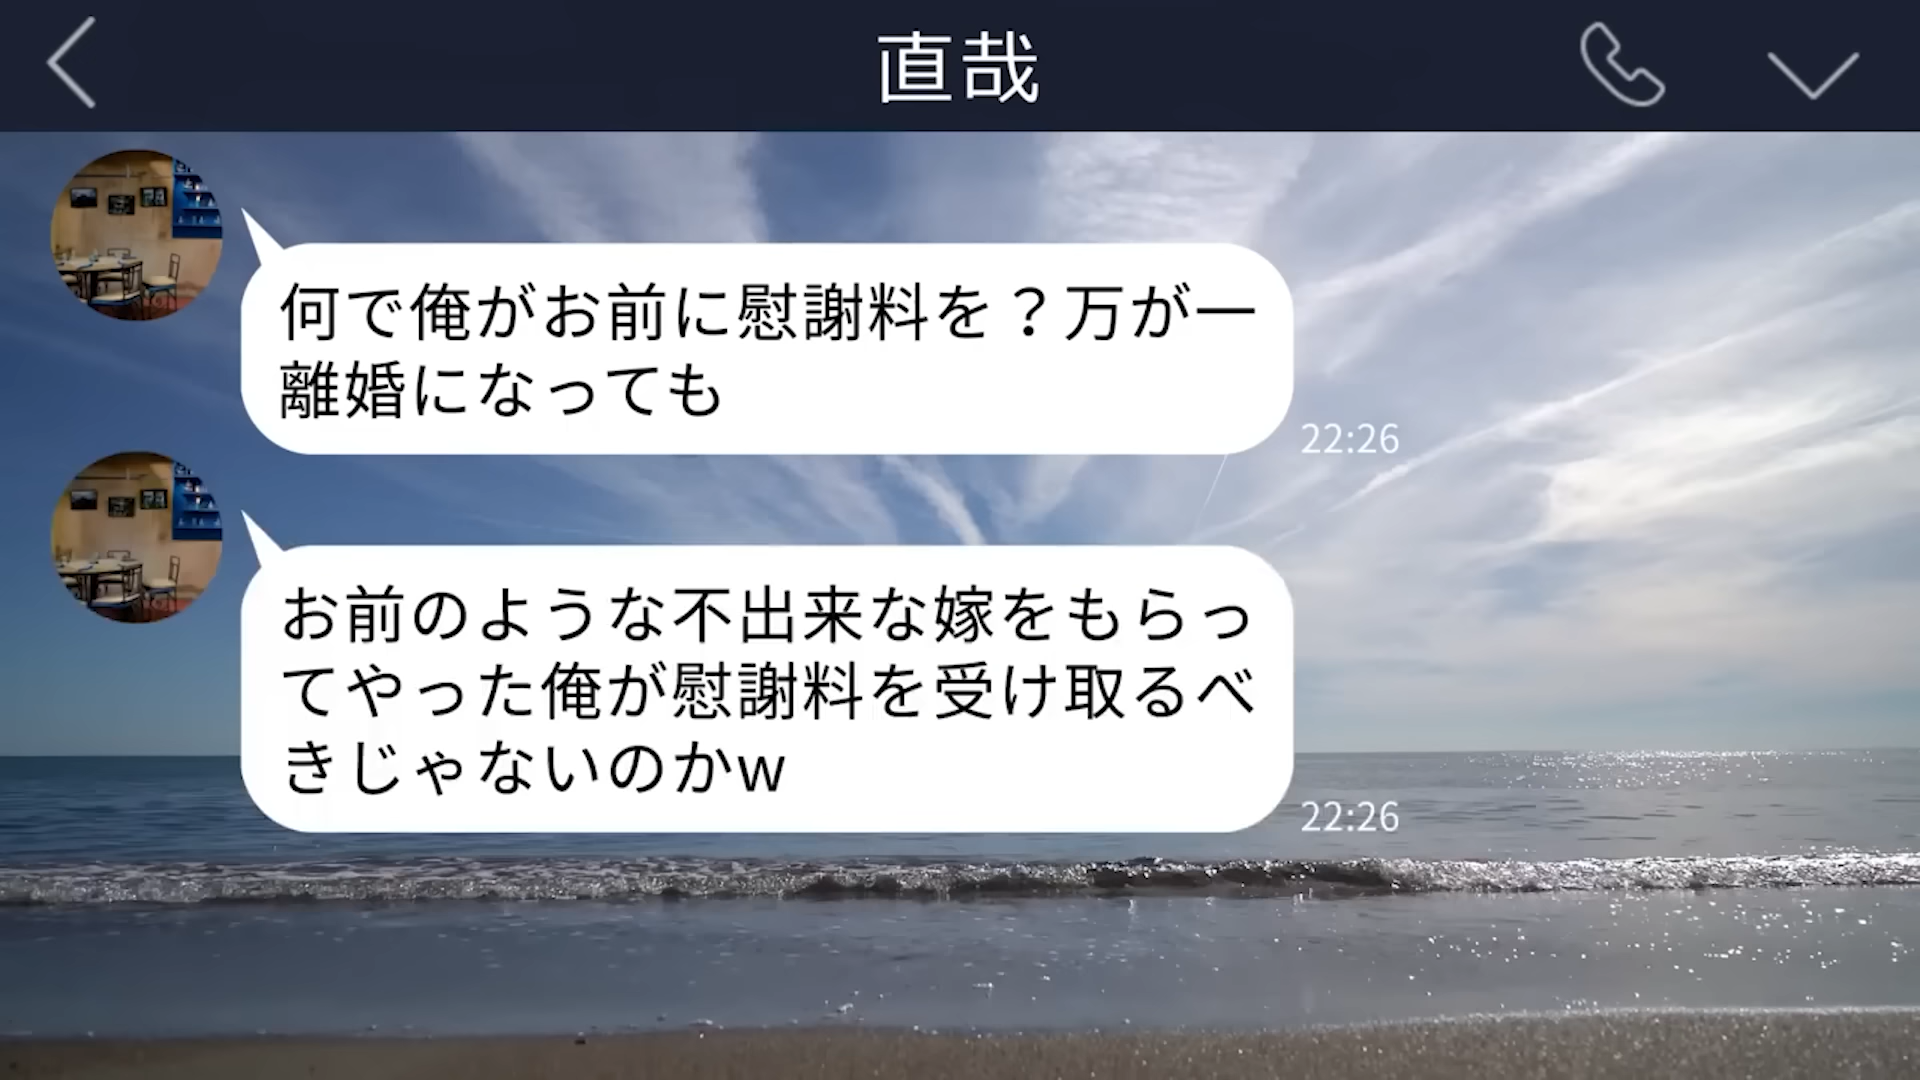 直哉
何で俺がお前に慰謝料を？万が一
離婚になっても
22:26
お前のような不出来な嫁をもらっ
てやった俺が慰謝料を受け取るべ
きじゃないのかw
22:26